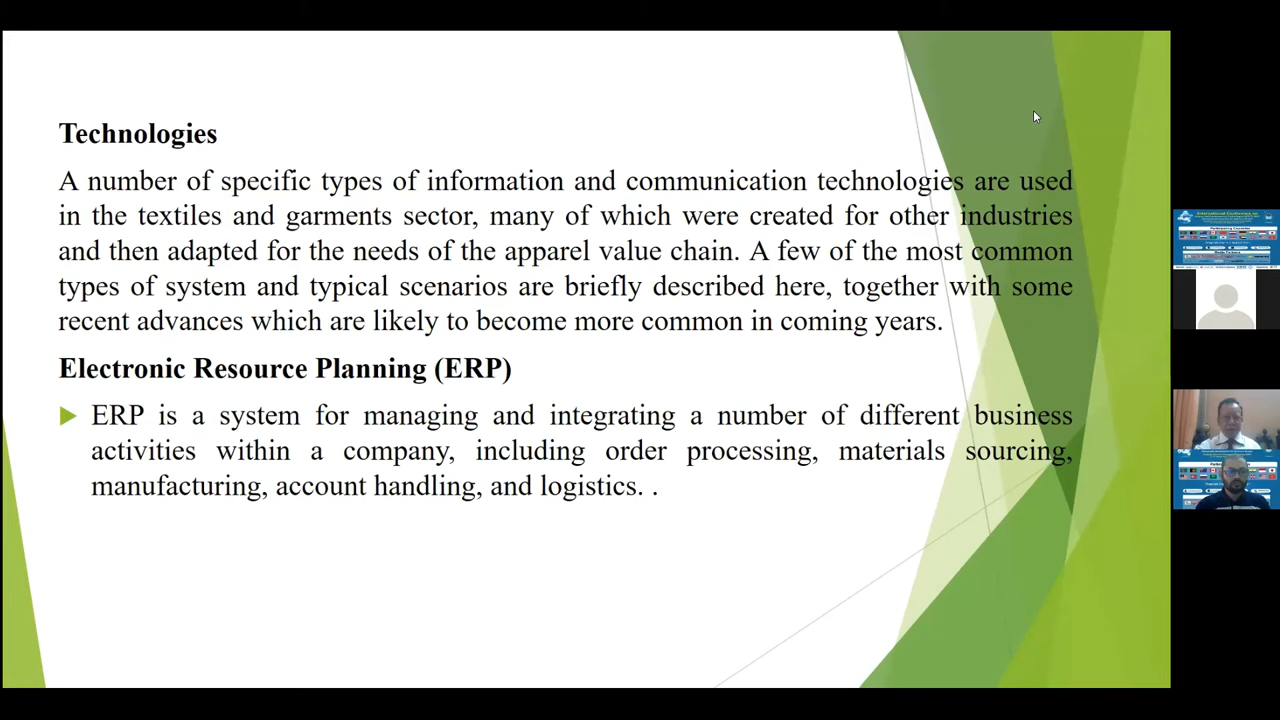 Technologies
A number of specific types of information and communication technologies are used
in the textiles and garments sector, many of which were created for other industries
and then adapted for the needs of the apparel value chain. A few of the most common
types of system and typical scenarios are briefly described here, together with some
recent advances which are likely to become more common in coming years.
Electronic Resource Planning (ERP)
ERP is a system for managing and integrating a number of different business
activities within a company, including order processing, materials sourcing,
manufacturing, account handling, and logistics. .
International Conference on